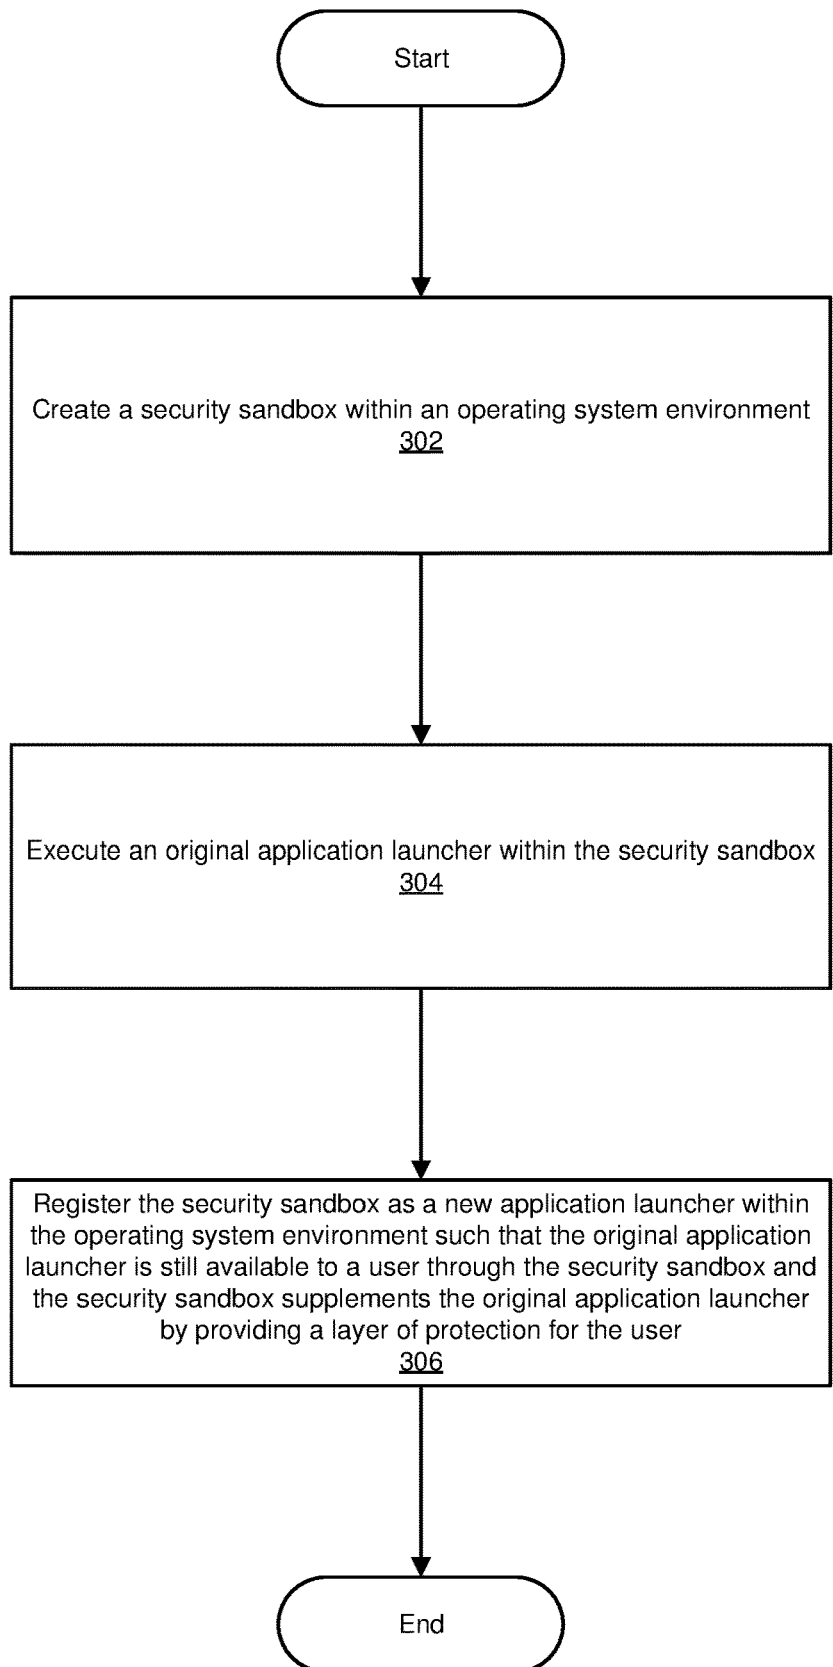 Start
Create a security sandbox within an operating system environment
302
Execute an original application launcher within the security sandbox
304
Register the security sandbox as a new application launcher within
the operating system environment such that the original application
launcher is still available to a user through the security sandbox and
the security sandbox supplements the original application launcher
by providing a layer of protection for the user
306
End